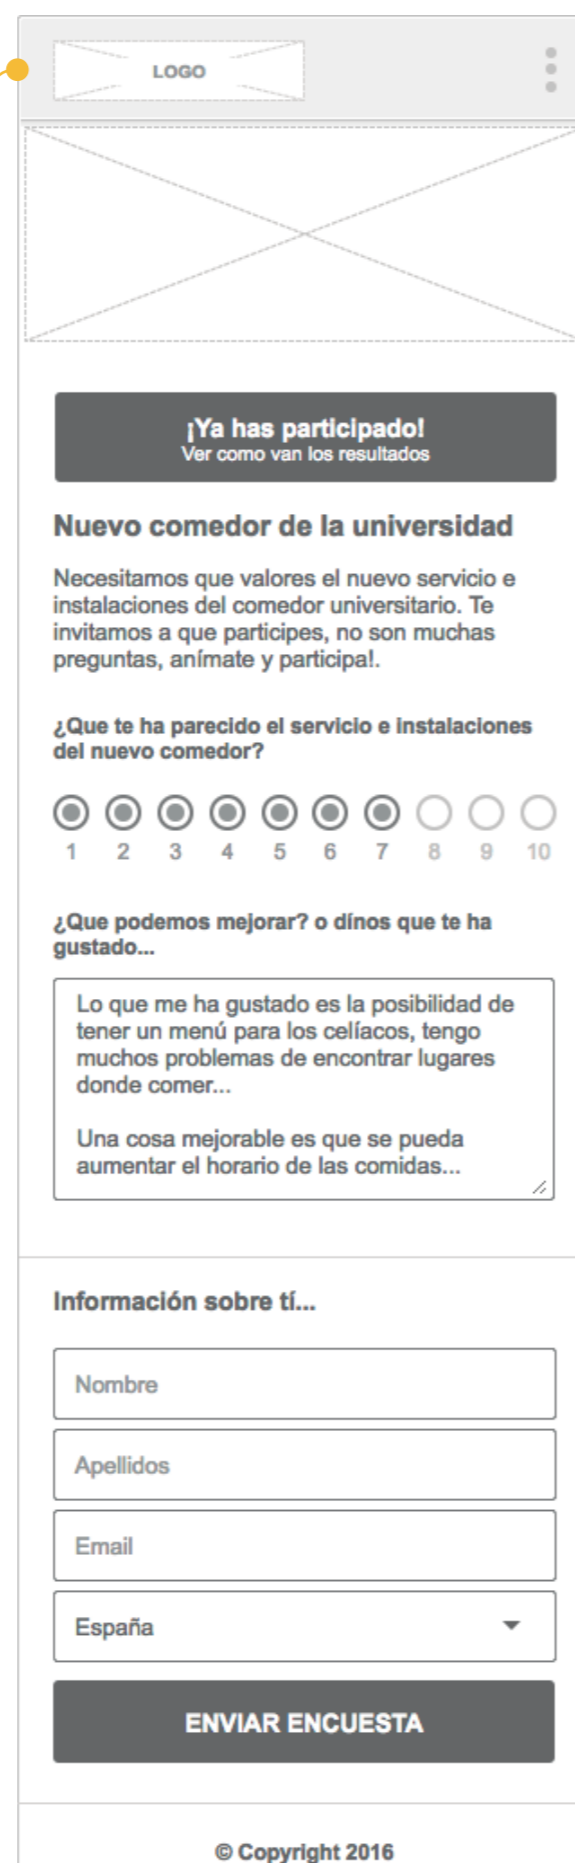 LOGO
¡Ya has participado!
Ver como van los resultados
Nuevo comedor de la universidad
Necesitamos que valores el nuevo servicio e
instalaciones del comedor universitario. Te
invitamos a que participes, no son muchas
preguntas, anímate y participa!.
¿Que te ha parecido el servicio e instalaciones
del nuevo comedor?
1 2 3 4 5 6 7 8 9 10
¿Que podemos mejorar? o dínos que te ha
gustado...
Lo que me ha gustado es la posibilidad de
tener un menú para los celíacos, tengo
muchos problemas de encontrar lugares
donde comer...
Una cosa mejorable es que se pueda
aumentar el horario de las comidas...
Información sobre tí...
Nombre
Apellidos
Email
España
ENVIAR ENCUESTA
© Copyright 2016